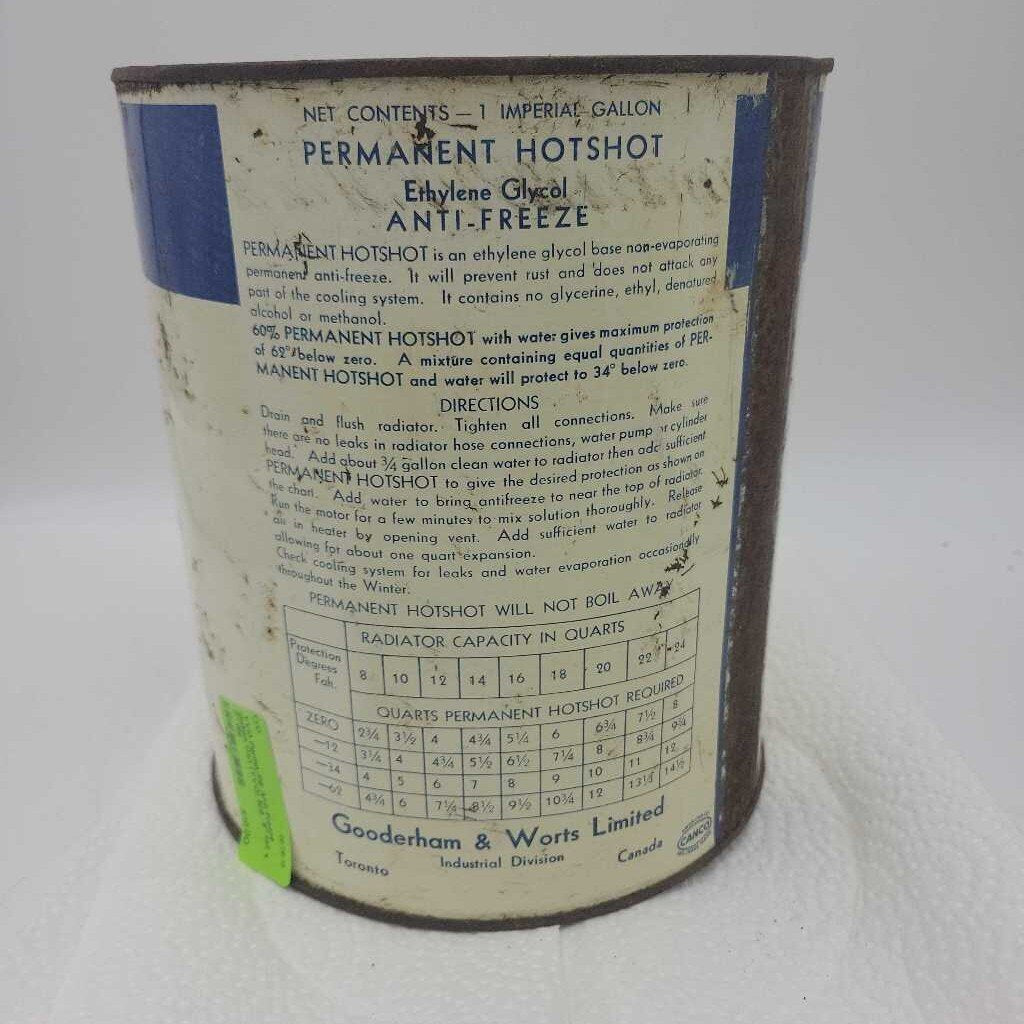 NET CONTENTS — 1 IMPERIAL GALLON
PERMANENT HOTSHOT
Ethylene Glycol
ANTI-FREEZE
PERMANENT HOTSHOT is an ethylene glycol base non-evaporating
permanent anti-freeze. It will prevent rust and does not attack any
part of the cooling system. It contains no glycerine, ethyl, denatured
alcohol or methanol.
60% PERMANENT HOTSHOT with water gives maximum protection
of 62° below zero. A mixture containing equal quantities of PER-
MANENT HOTSHOT and water will protect to 34° below zero.
DIRECTIONS
Drain and flush radiator. Tighten all connections. Make sure
there are no leaks in radiator hose connections, water pump or cylinder
head. Add about ¾ gallon clean water to radiator then add sufficient
PERMANENT HOTSHOT to give the desired protection as shown on
the chart. Add water to bring antifreeze to near the top of radiator.
Run the motor for a few minutes to mix solution thoroughly. Release
air in heater by opening vent. Add sufficient water to radiator
allowing for about one quart expansion.
Check cooling system for leaks and water evaporation occasionally
throughout the Winter.
PERMANENT HOTSHOT WILL NOT BOIL AWAY
RADIATOR CAPACITY IN QUARTS
Protection
Degrees
Fah.
8 10 12 14 16 18 20 22 24
QUARTS PERMANENT HOTSHOT REQUIRED
ZERO 2¾ 3½ 4 4¾ 5¼ 6 6¾ 7½ 8
—12 3¼ 4 4¾ 5½ 6½ 7¼ 8 8¾ 9¾
—34 4 5 6 7 8 9 10 11 12
—62 4¾ 6 7¼ 8½ 9½ 10¾ 12 13¼ 14½
Gooderham & Worts Limited
Toronto Industrial Division Canada
CANCO